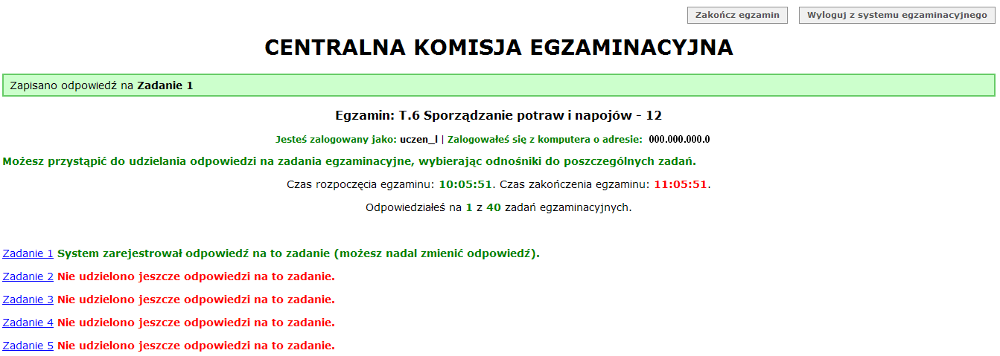 Zakończ egzamin Wyloguj z systemu egzaminacyjnego
CENTRALNA KOMISJA EGZAMINACYJNA
Zapisano odpowiedź na Zadanie 1
Egzamin: T.6 Sporządzanie potraw i napojów - 12
Jesteś zalogowany jako: uczen_l | Zalogowałeś się z komputera o adresie: 000.000.000.0
Możesz przystąpić do udzielania odpowiedzi na zadania egzaminacyjne, wybierając odnośniki do poszczególnych zadań.
Czas rozpoczęcia egzaminu: 10:05:51. Czas zakończenia egzaminu: 11:05:51.
Odpowiedziałeś na 1 z 40 zadań egzaminacyjnych.
Zadanie 1 System zarejestrował odpowiedź na to zadanie (możesz nadal zmienić odpowiedź).
Zadanie 2 Nie udzielono jeszcze odpowiedzi na to zadanie.
Zadanie 3 Nie udzielono jeszcze odpowiedzi na to zadanie.
Zadanie 4 Nie udzielono jeszcze odpowiedzi na to zadanie.
Zadanie 5 Nie udzielono jeszcze odpowiedzi na to zadanie.